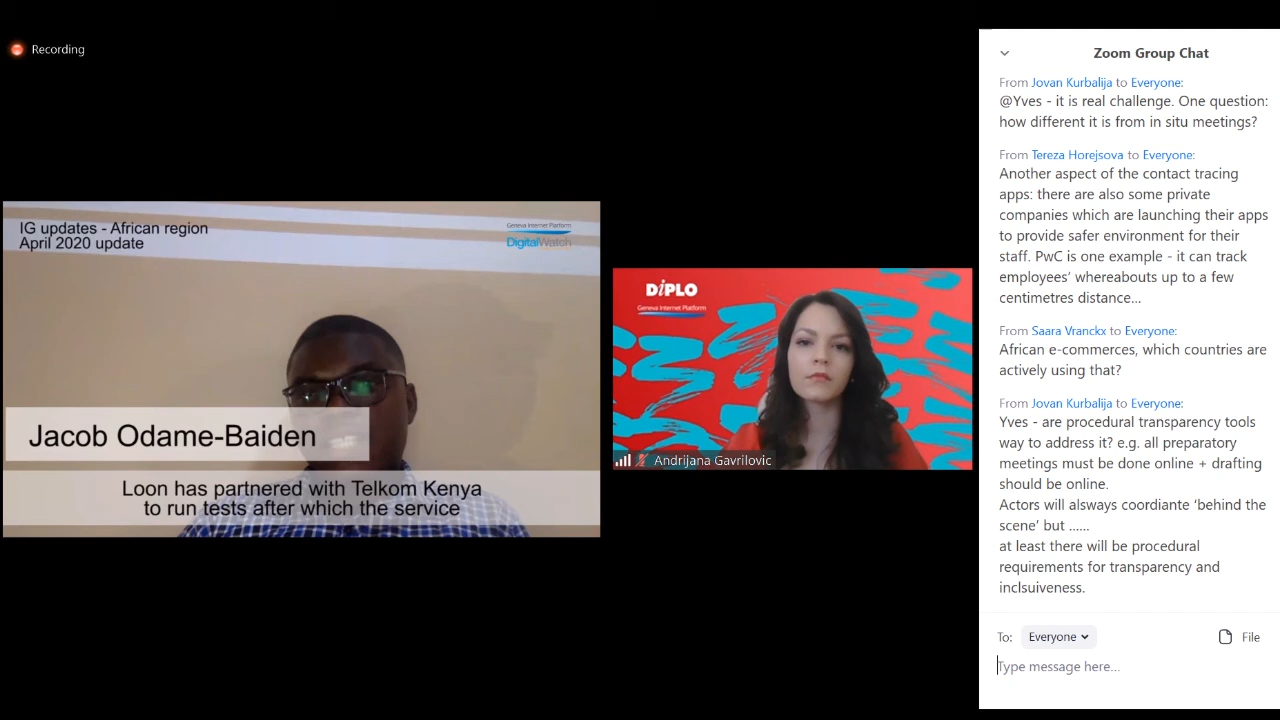 Recording
IG updates - African region
April 2020 update
Geneva Internet Platform
DigitalWatch
Jacob Odame-Baiden
Loon has partnered with Telkom Kenya
to run tests after which the service
DiPLO
Geneva Internet Platform
Andrijana Gavrilovic
Zoom Group Chat
From Jovan Kurbalija to Everyone:
@Yves - it is real challenge. One question:
how different it is from in situ meetings?
From Tereza Horejsova to Everyone:
Another aspect of the contact tracing
apps: there are also some private
companies which are launching their apps
to provide safer environment for their
staff. PwC is one example - it can track
employees’ whereabouts up to a few
centimetres distance...
From Saara Vranckx to Everyone:
African e-commerces, which countries are
actively using that?
From Jovan Kurbalija to Everyone:
Yves - are procedural transparency tools
way to address it? e.g. all preparatory
meetings must be done online + drafting
should be online.
Actors will alsways coordiante ‘behind the
scene’ but ......
at least there will be procedural
requirements for transparency and
inclsuiveness.
To: Everyone File
Type message here...